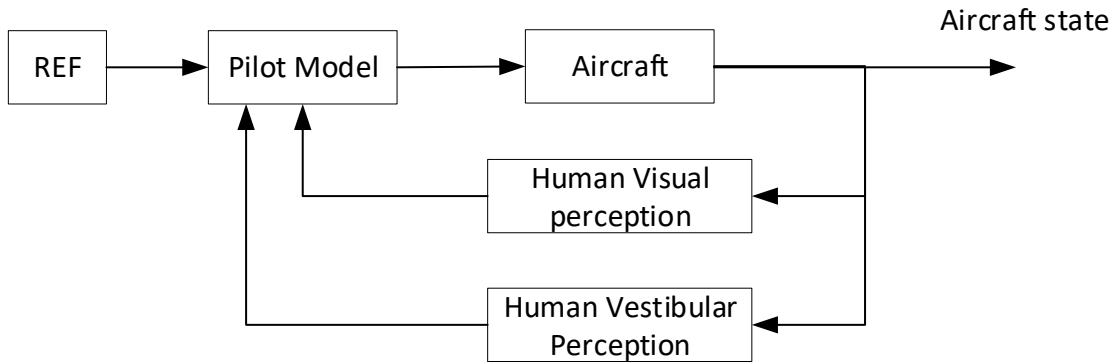 Aircraft state
REF
Pilot Model
Aircraft
Human Visual
perception
Human Vestibular
Perception